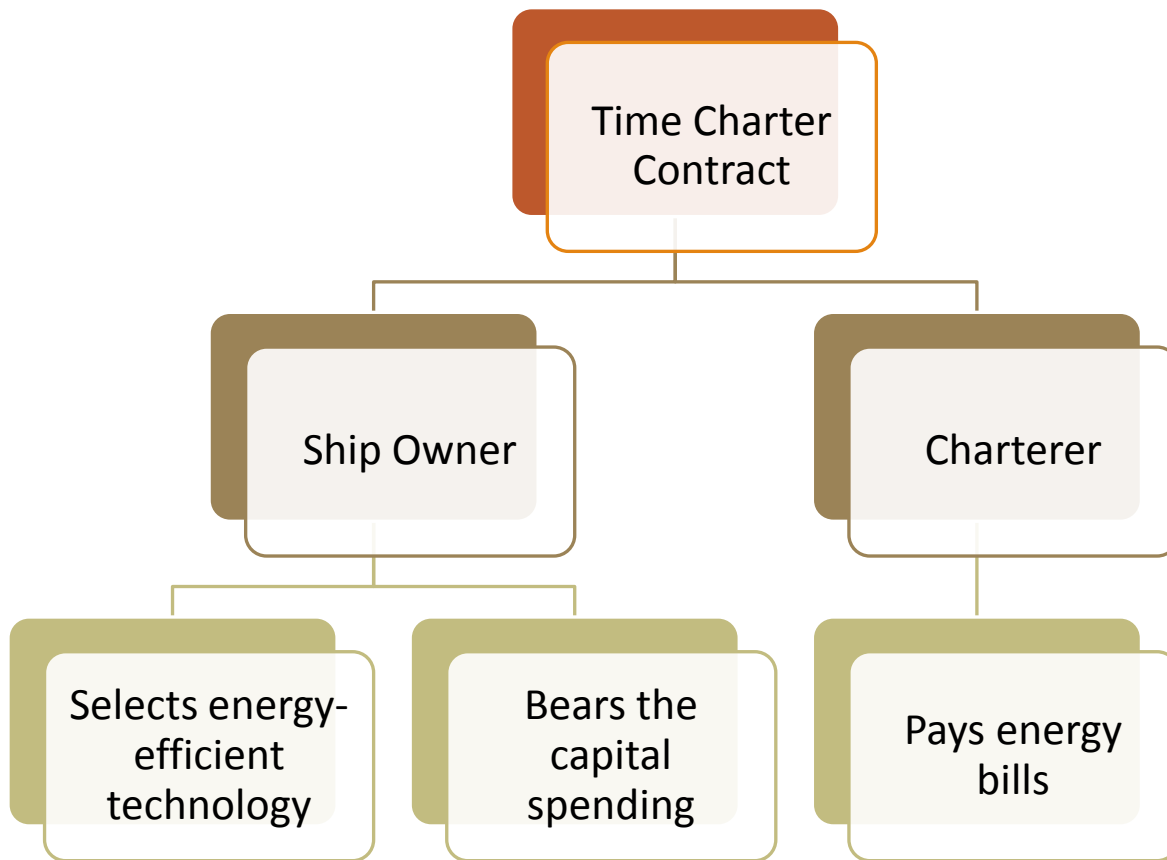 Time Charter
Contract
Ship Owner
Charterer
Selects energy-
efficient
technology
Bears the
capital
spending
Pays energy
bills